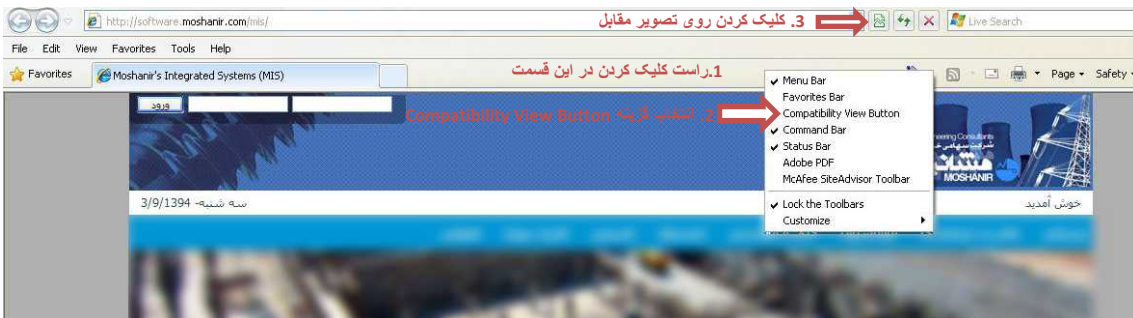 http://software.moshanir.com/mis/
3. کلیک کردن روی تصویر مقابل
Live Search
File Edit View Favorites Tools Help
Favorites
Moshanir's Integrated Systems (MIS)
1.راست کلیک کردن در این قسمت
Page
Safety
Menu Bar
Favorites Bar
Compatibility View Button
Command Bar
Status Bar
Adobe PDF
McAfee SiteAdvisor Toolbar
Lock the Toolbars
Customize
ورود
2. انتخاب گزینه Compatibility View Button
مشانیر
MOSHANIR
سه شنبه- 3/9/1394
خوش آمدید